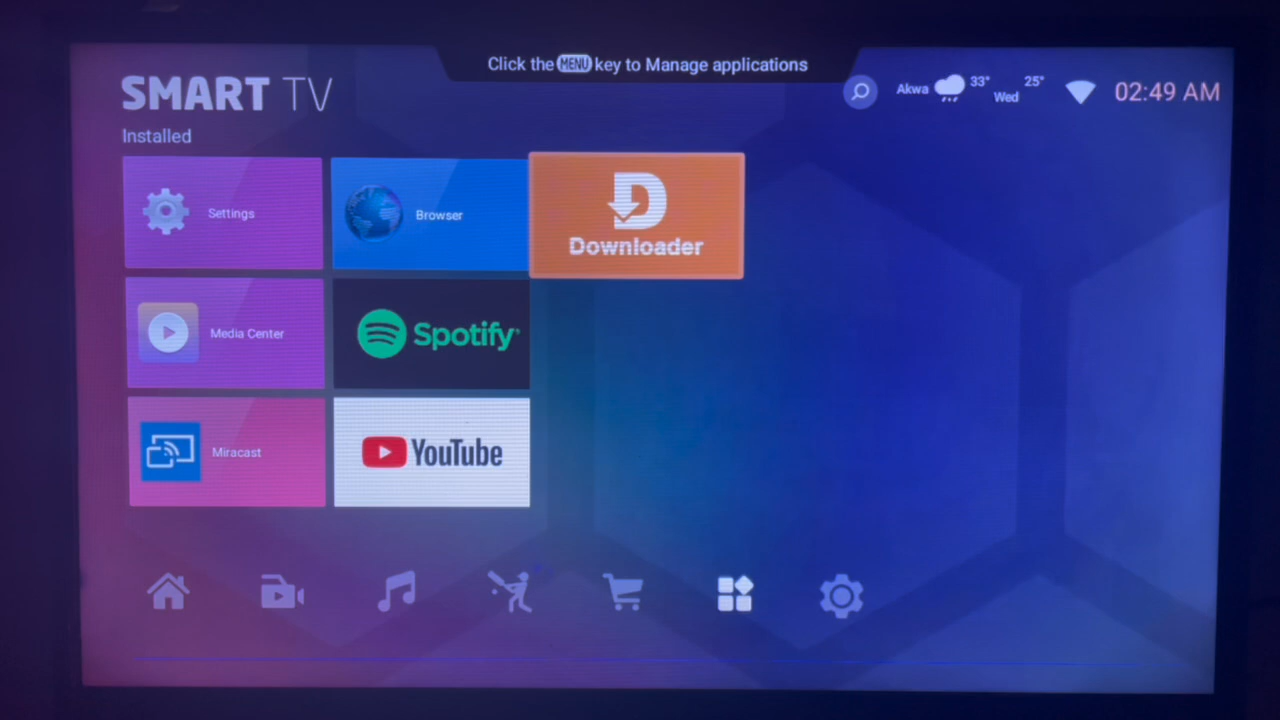 Click the MENU key to Manage applications
SMART TV
Akwa 33° Wed 25° 02:49 AM
Installed
Settings
Browser
Downloader
Media Center
Spotify®
Miracast
YouTube